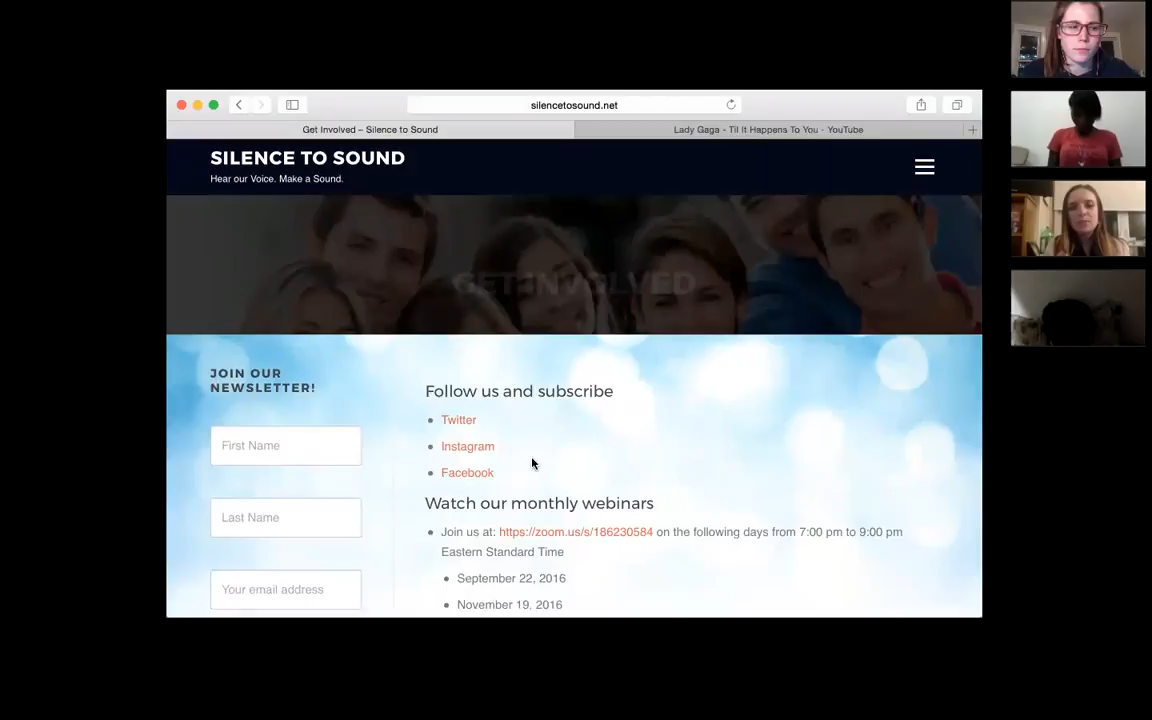 silencetosound.net
Get Involved – Silence to Sound
Lady Gaga - Til It Happens To You - YouTube
SILENCE TO SOUND
Hear our Voice. Make a Sound.
GET INVOLVED
JOIN OUR
NEWSLETTER!
First Name
Last Name
Your email address
Follow us and subscribe
Twitter
Instagram
Facebook
Watch our monthly webinars
Join us at: https://zoom.us/s/186230584 on the following days from 7:00 pm to 9:00 pm
Eastern Standard Time
September 22, 2016
November 19, 2016